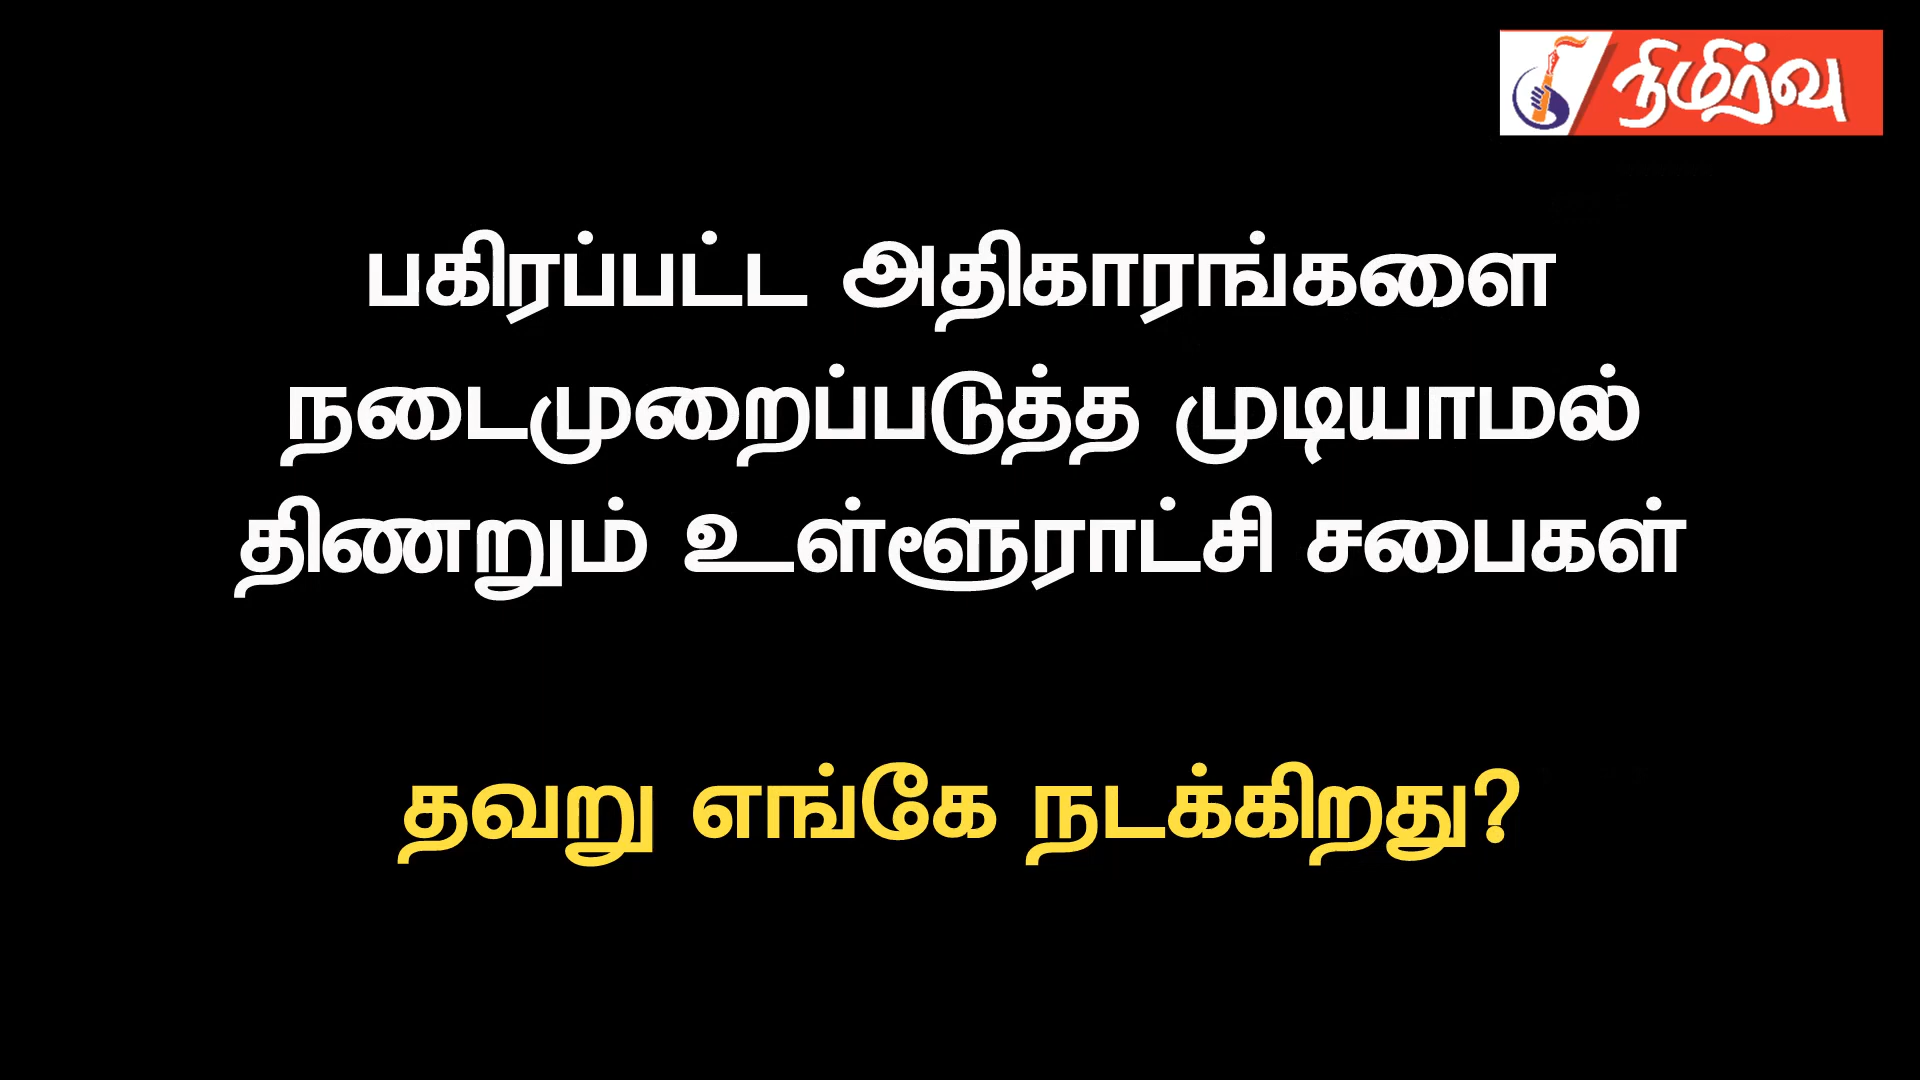 நிமிர்வு
பகிரப்பட்ட அதிகாரங்களை
நடைமுறைப்படுத்த முடியாமல்
திணறும் உள்ளூராட்சி சபைகள்
தவறு எங்கே நடக்கிறது?